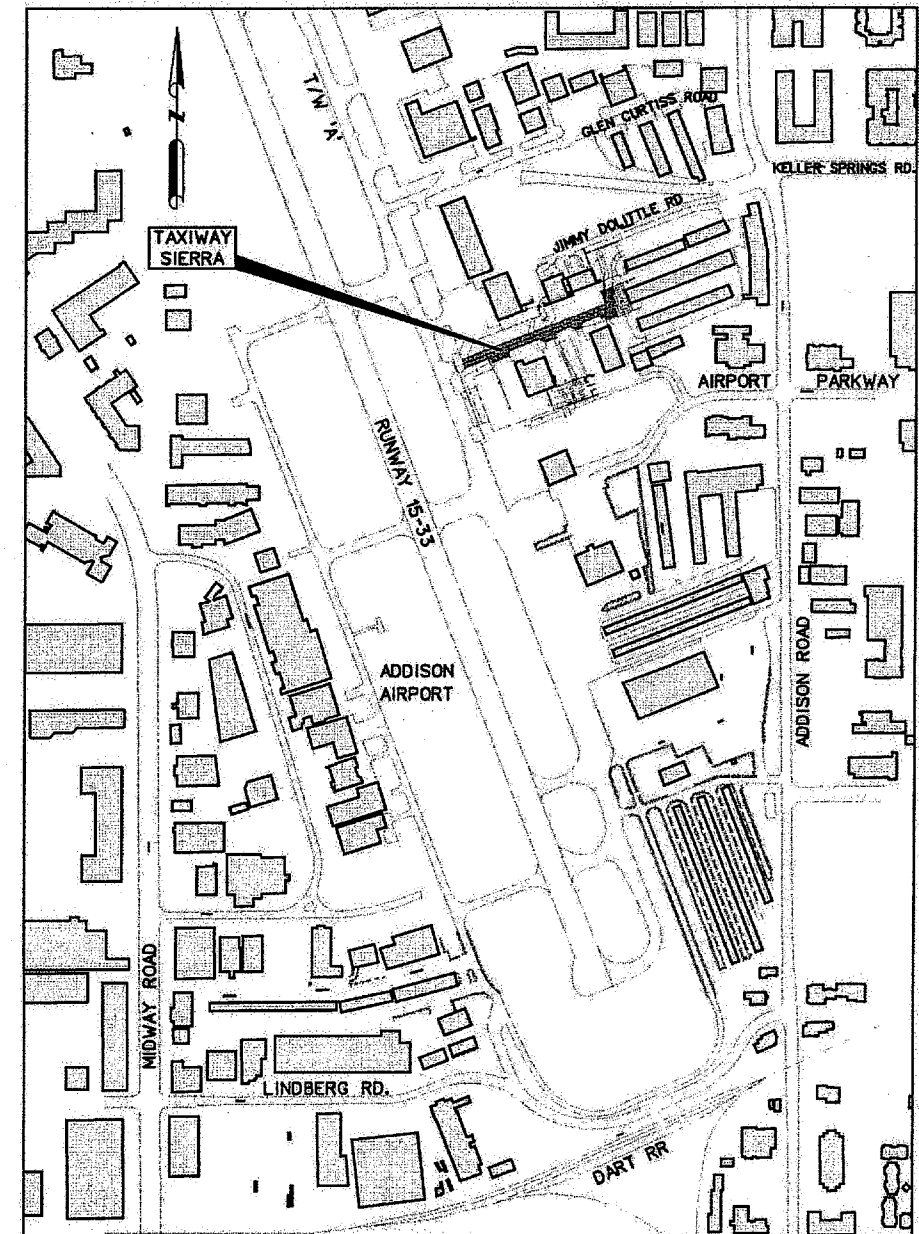 T/W 'A'
GLEN CURTISS ROAD
N
KELLER SPRINGS RD.
JIMMY DOLITTLE RD
TAXIWAY
SIERRA
AIRPORT PARKWAY
RUNWAY 15-33
ADDISON
AIRPORT
ADDISON ROAD
MIDWAY ROAD
LINDBERG RD.
DART RR